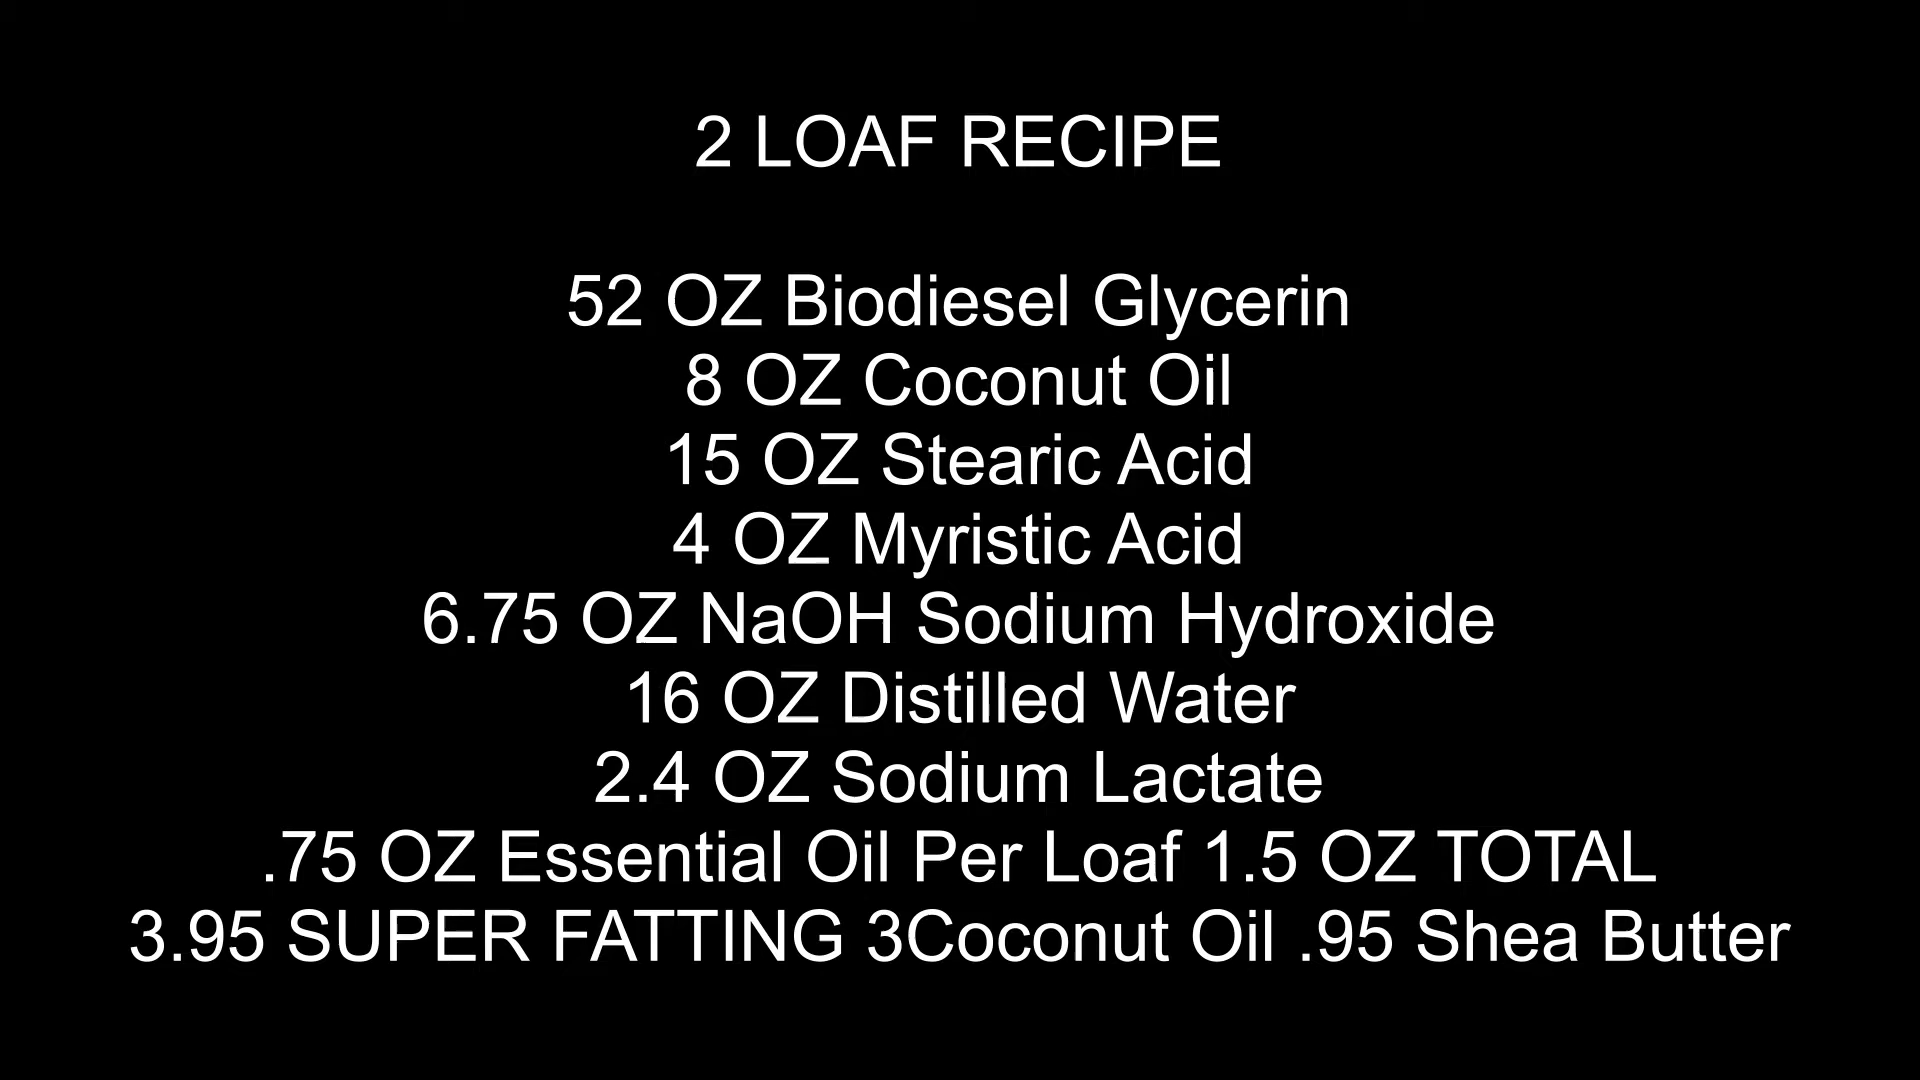 2 LOAF RECIPE
52 OZ Biodiesel Glycerin
8 OZ Coconut Oil
15 OZ Stearic Acid
4 OZ Myristic Acid
6.75 OZ NaOH Sodium Hydroxide
16 OZ Distilled Water
2.4 OZ Sodium Lactate
.75 OZ Essential Oil Per Loaf 1.5 OZ TOTAL
3.95 SUPER FATTING 3Coconut Oil .95 Shea Butter